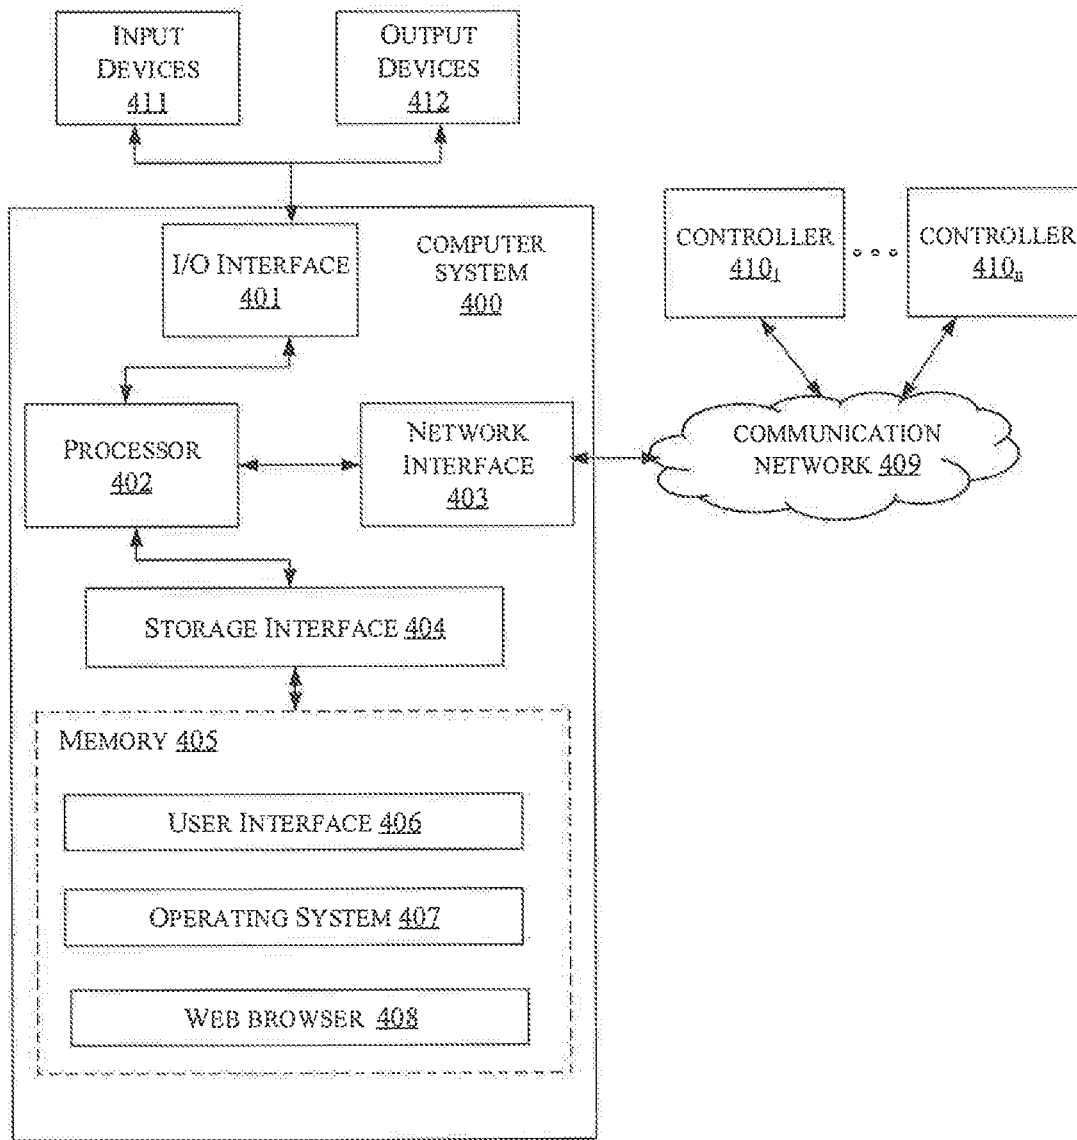 INPUT
DEVICES
411
OUTPUT
DEVICES
412
I/O INTERFACE
401
COMPUTER
SYSTEM
400
CONTROLLER
410₁
CONTROLLER
410ₙ
PROCESSOR
402
NETWORK
INTERFACE
403
COMMUNICATION
NETWORK 409
STORAGE INTERFACE 404
MEMORY 405
USER INTERFACE 406
OPERATING SYSTEM 407
WEB BROWSER 408